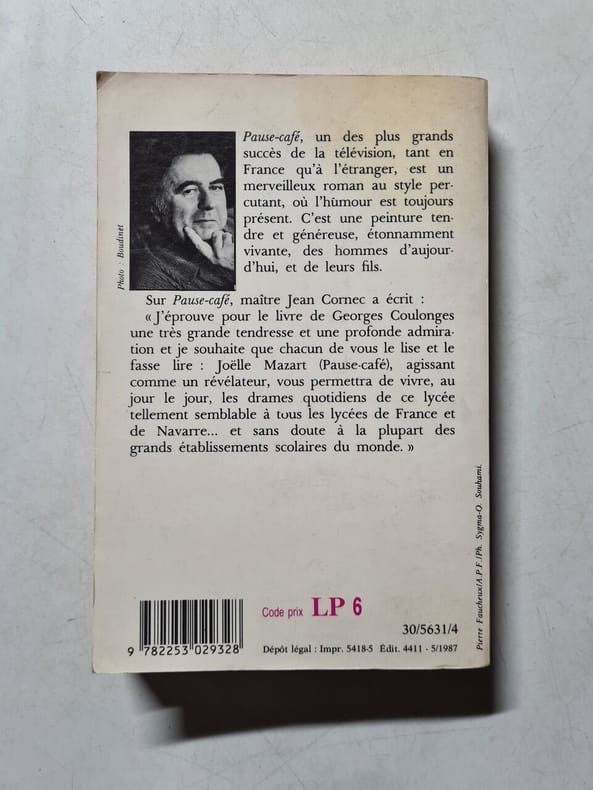 Pause-café, un des plus grands
succès de la télévision, tant en
France qu'à l'étranger, est un
merveilleux roman au style per-
cutant, où l'humour est toujours
présent. C'est une peinture ten-
dre et généreuse, étonnamment
vivante, des hommes d'aujour-
d'hui, et de leurs fils.
Photo : Boudinet
Sur Pause-café, maître Jean Cornec a écrit :
« J'éprouve pour le livre de Georges Coulonges
une très grande tendresse et une profonde admira-
tion et je souhaite que chacun de vous le lise et le
fasse lire : Joëlle Mazart (Pause-café), agissant
comme un révélateur, vous permettra de vivre, au
jour le jour, les drames quotidiens de ce lycée
tellement semblable à tous les lycées de France et
de Navarre... et sans doute à la plupart des
grands établissements scolaires du monde. »
Pierre Faucheux/A.P.F./Ph. Sygma-O. Souhami.
Code prix LP 6
30/5631/4
9 782253 029328
Dépôt légal : Impr. 5418-5 Édit. 4411 - 5/1987